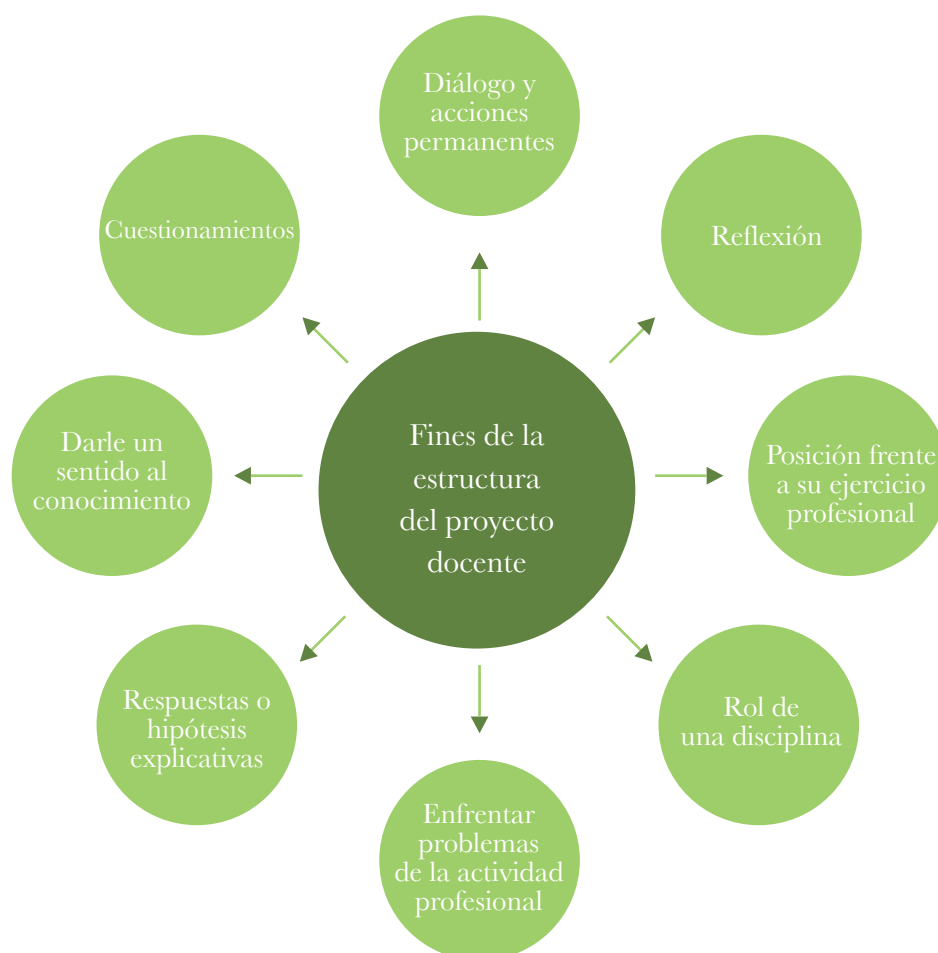 Diálogo y
acciones
permanentes
Cuestionamientos
Reflexión
Darle un
sentido al
conocimiento
Fines de la
estructura
del proyecto
docente
Posición frente
a su ejercicio
profesional
Respuestas o
hipótesis
explicativas
Rol de
una disciplina
Enfrentar
problemas
de la actividad
profesional